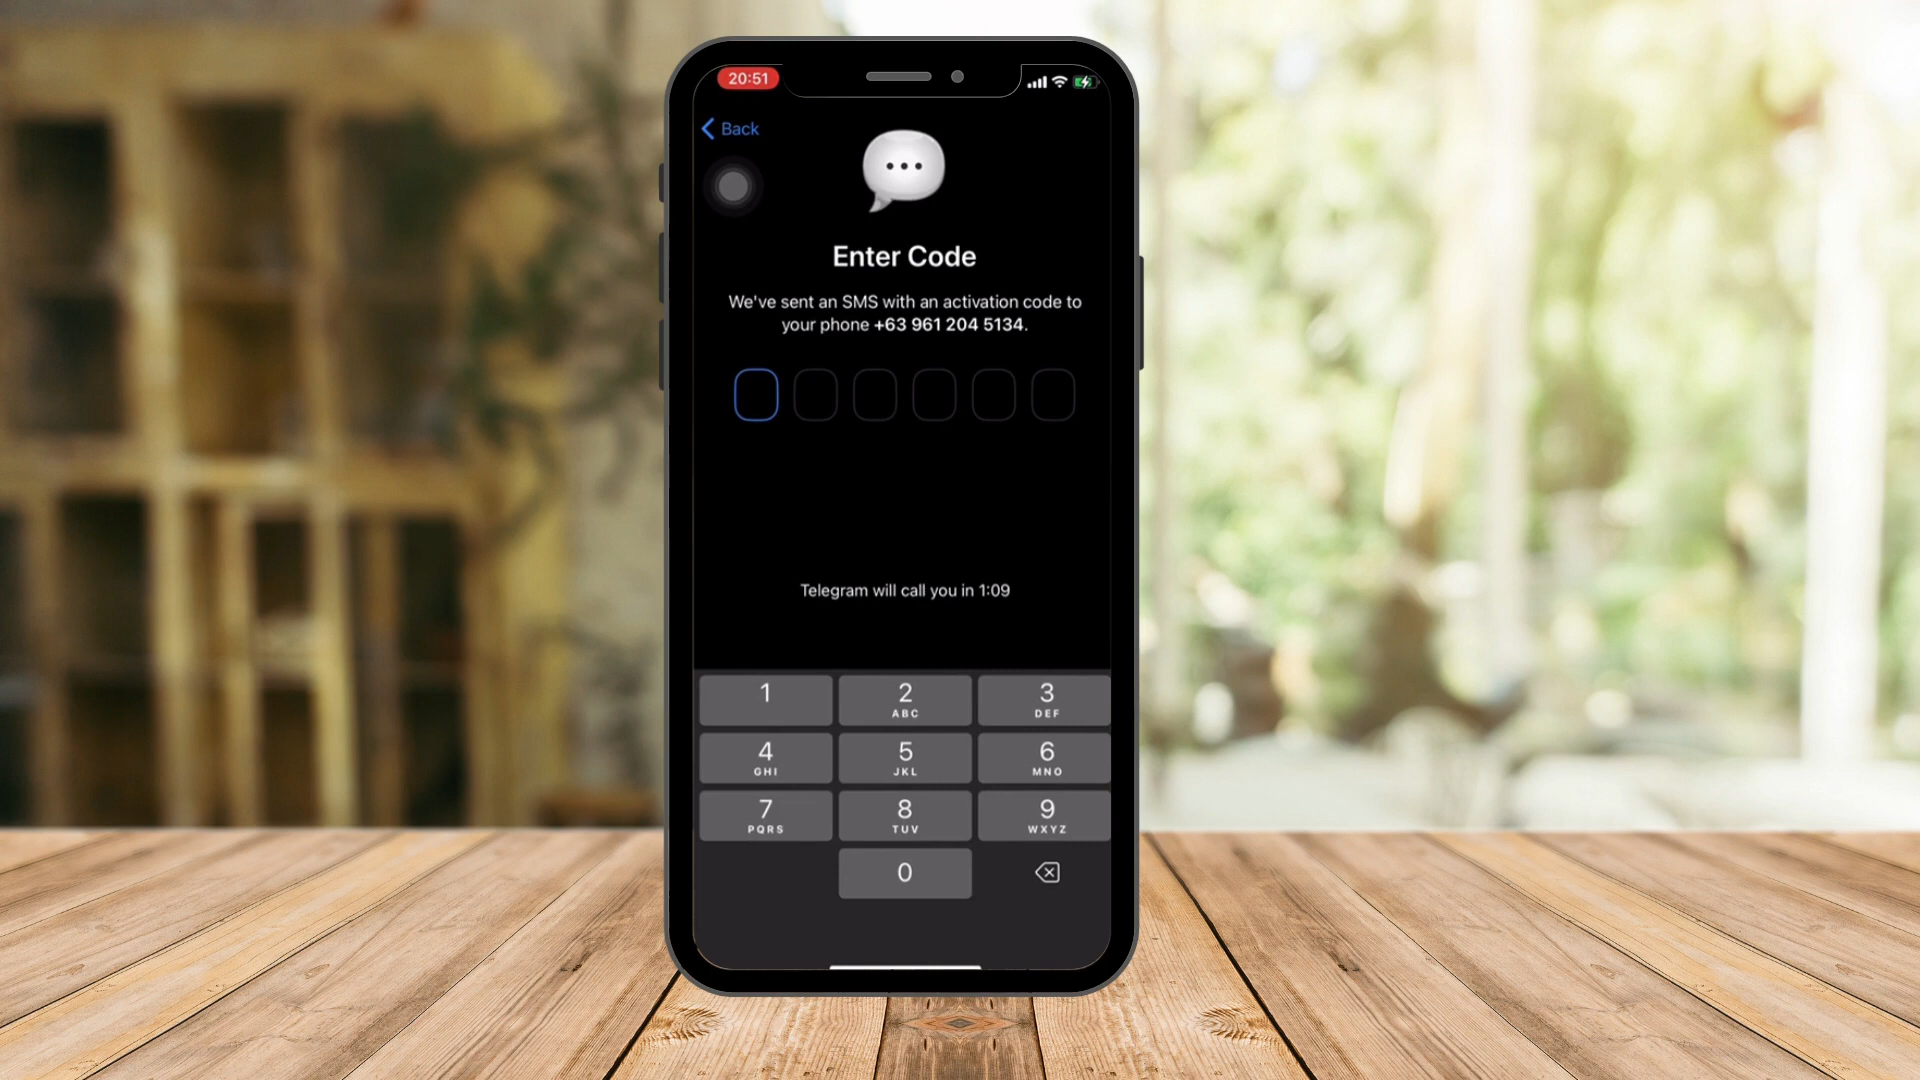 20:51
Back
Enter Code
We've sent an SMS with an activation code to
your phone +63 961 204 5134.
Telegram will call you in 1:09
1
2
ABC
3
DEF
4
GHI
5
JKL
6
MNO
7
PQRS
8
TUV
9
WXYZ
0